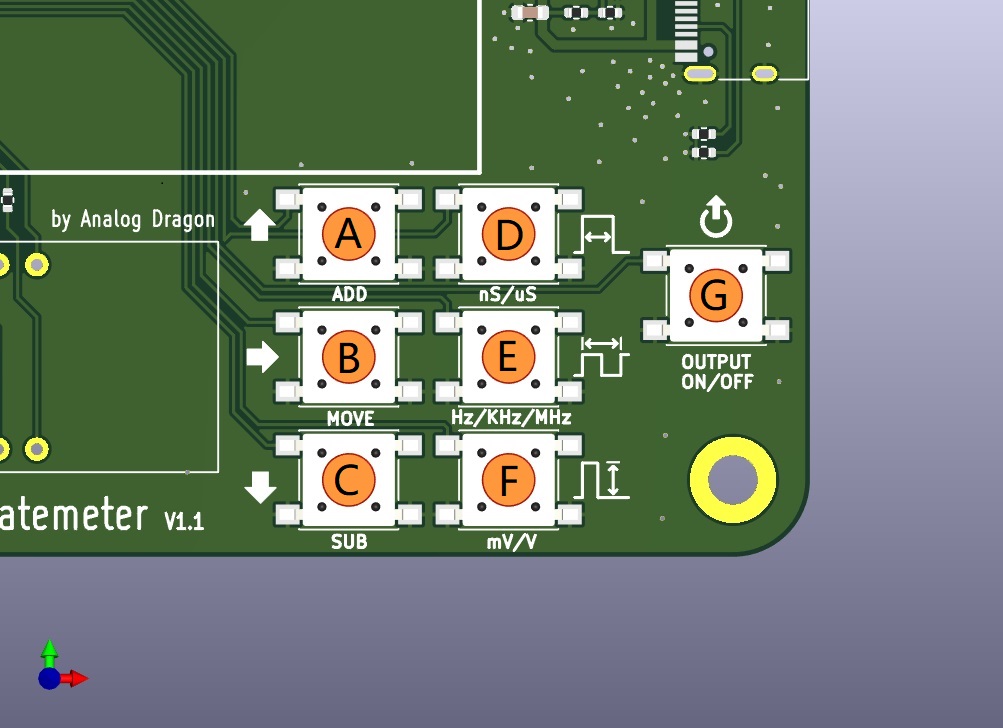 by Analog Dragon
A
D
ADD
nS/uS
G
B
E
OUTPUT
ON/OFF
MOVE
Hz/KHz/MHz
C
F
atemeter V1.1
SUB
mV/V